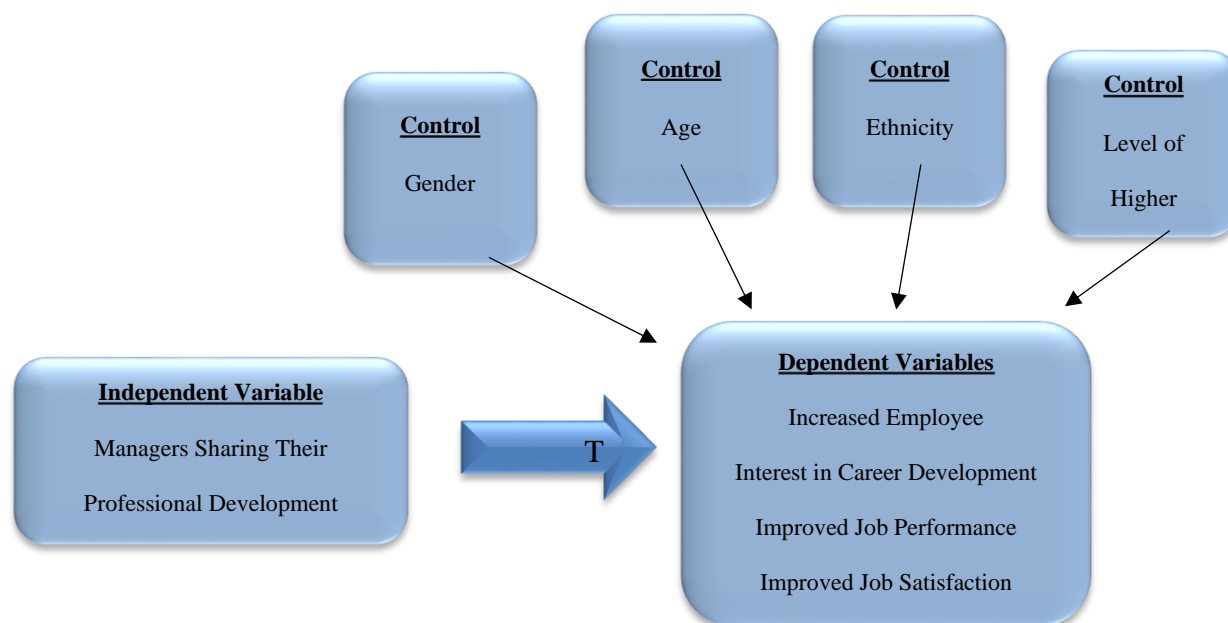 Control
Gender
Control
Age
Control
Ethnicity
Control
Level of
Higher
Independent Variable
Managers Sharing Their
Professional Development
T
Dependent Variables
Increased Employee
Interest in Career Development
Improved Job Performance
Improved Job Satisfaction